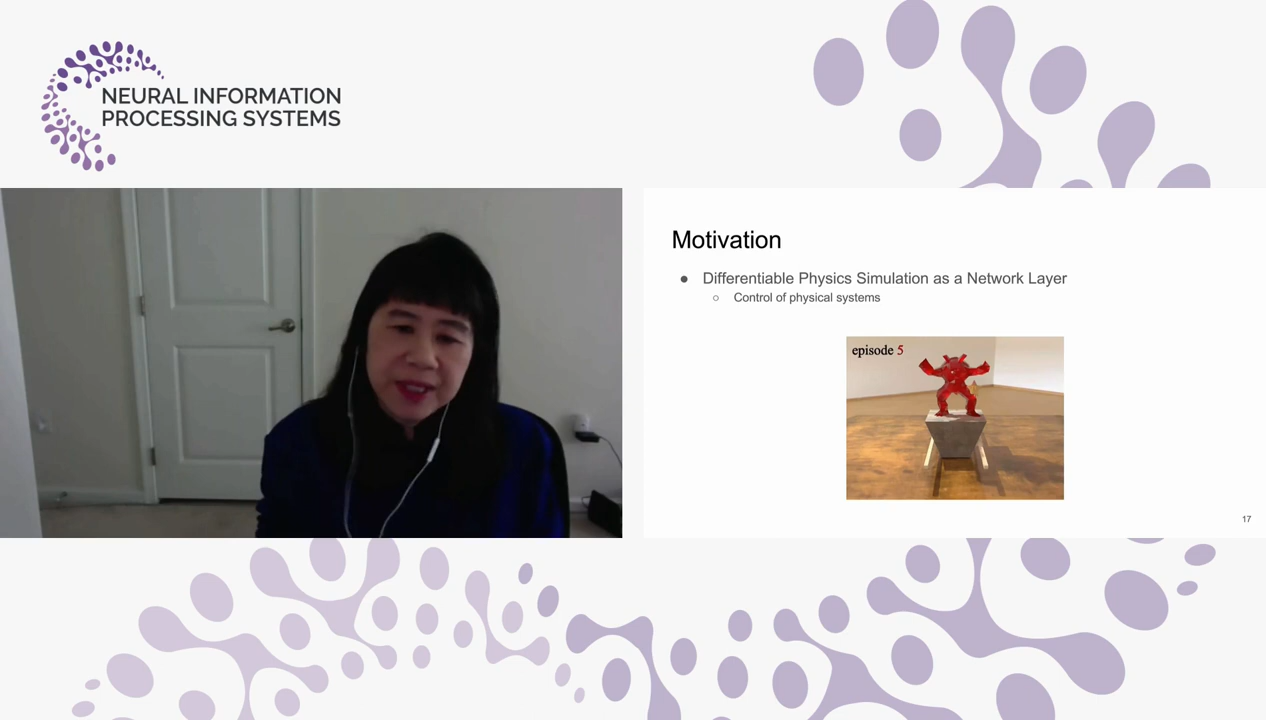 NEURAL INFORMATION
PROCESSING SYSTEMS
Motivation
● Differentiable Physics Simulation as a Network Layer
○ Control of physical systems
episode 5
17